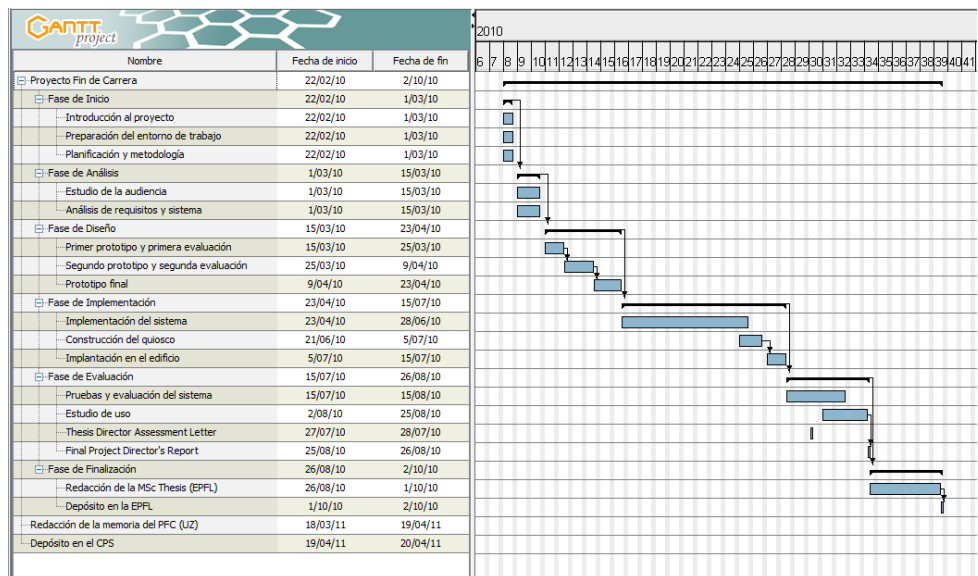 GANTT
project
2010
Nombre Fecha de inicio Fecha de fin
6 7 8 9 10 11 12 13 14 15 16 17 18 19 20 21 22 23 24 25 26 27 28 29 30 31 32 33 34 35 36 37 38 39 40 41
Proyecto Fin de Carrera 22/02/10 2/10/10
Fase de Inicio 22/02/10 1/03/10
Introducción al proyecto 22/02/10 1/03/10
Preparación del entorno de trabajo 22/02/10 1/03/10
Planificación y metodología 22/02/10 1/03/10
Fase de Análisis 1/03/10 15/03/10
Estudio de la audiencia 1/03/10 15/03/10
Análisis de requisitos y sistema 1/03/10 15/03/10
Fase de Diseño 15/03/10 23/04/10
Primer prototipo y primera evaluación 15/03/10 25/03/10
Segundo prototipo y segunda evaluación 25/03/10 9/04/10
Prototipo final 9/04/10 23/04/10
Fase de Implementación 23/04/10 15/07/10
Implementación del sistema 23/04/10 28/06/10
Construcción del quiosco 21/06/10 5/07/10
Implantación en el edificio 5/07/10 15/07/10
Fase de Evaluación 15/07/10 26/08/10
Pruebas y evaluación del sistema 15/07/10 15/08/10
Estudio de uso 2/08/10 25/08/10
Thesis Director Assessment Letter 27/07/10 28/07/10
Final Project Director's Report 25/08/10 26/08/10
Fase de Finalización 26/08/10 2/10/10
Redacción de la MSc Thesis (EPFL) 26/08/10 1/10/10
Depósito en la EPFL 1/10/10 2/10/10
Redacción de la memoria del PFC (UZ) 18/03/11 19/04/11
Depósito en el CPS 19/04/11 20/04/11